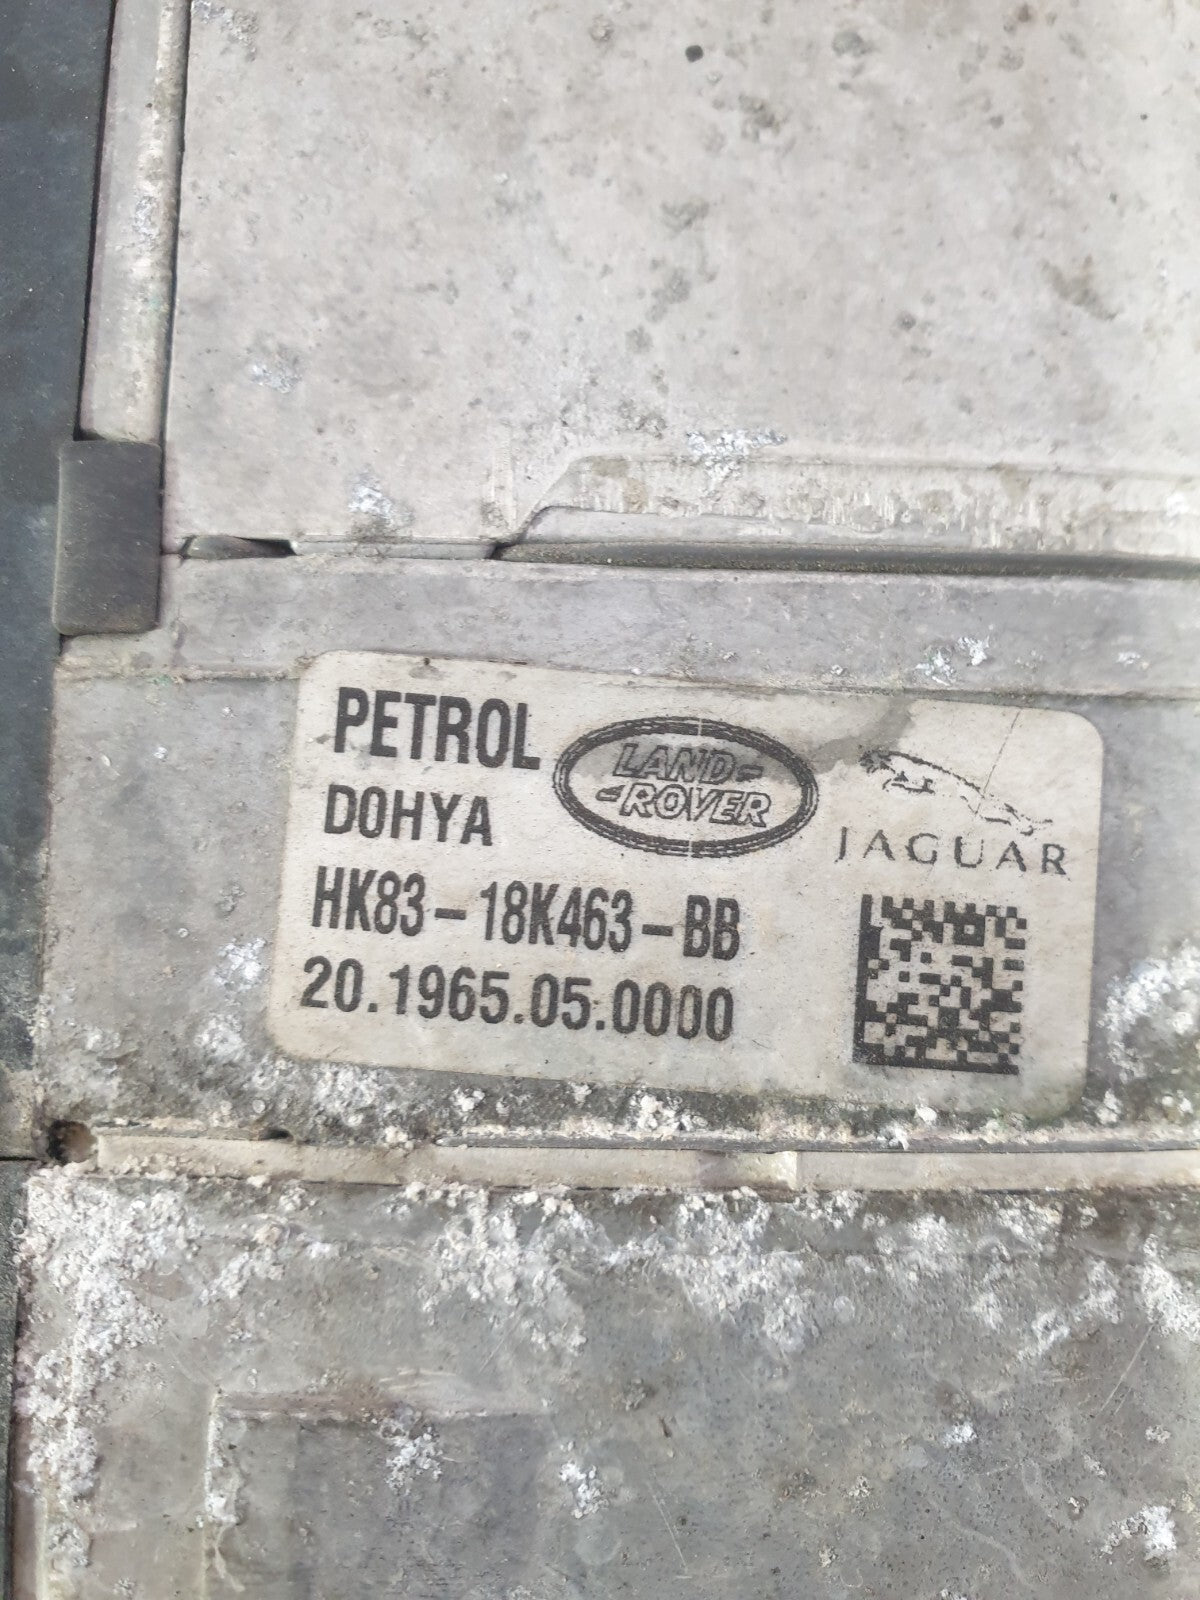 PETROL
LAND-
-ROVER
JAGUAR
DOHYA
HK83-18K463-BB
20.1965.05.0000